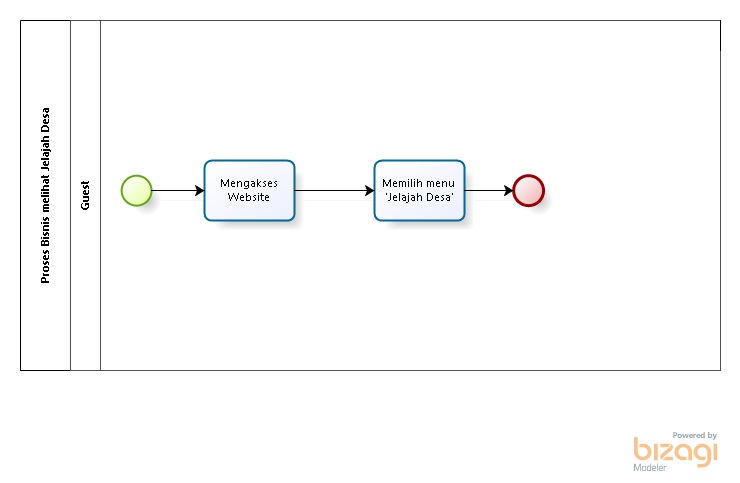 Proses Bisnis melihat Jelajah Desa
Guest
Mengakses
Website
Memilih menu
'Jelajah Desa'
Powered by
bizagi
Modeler